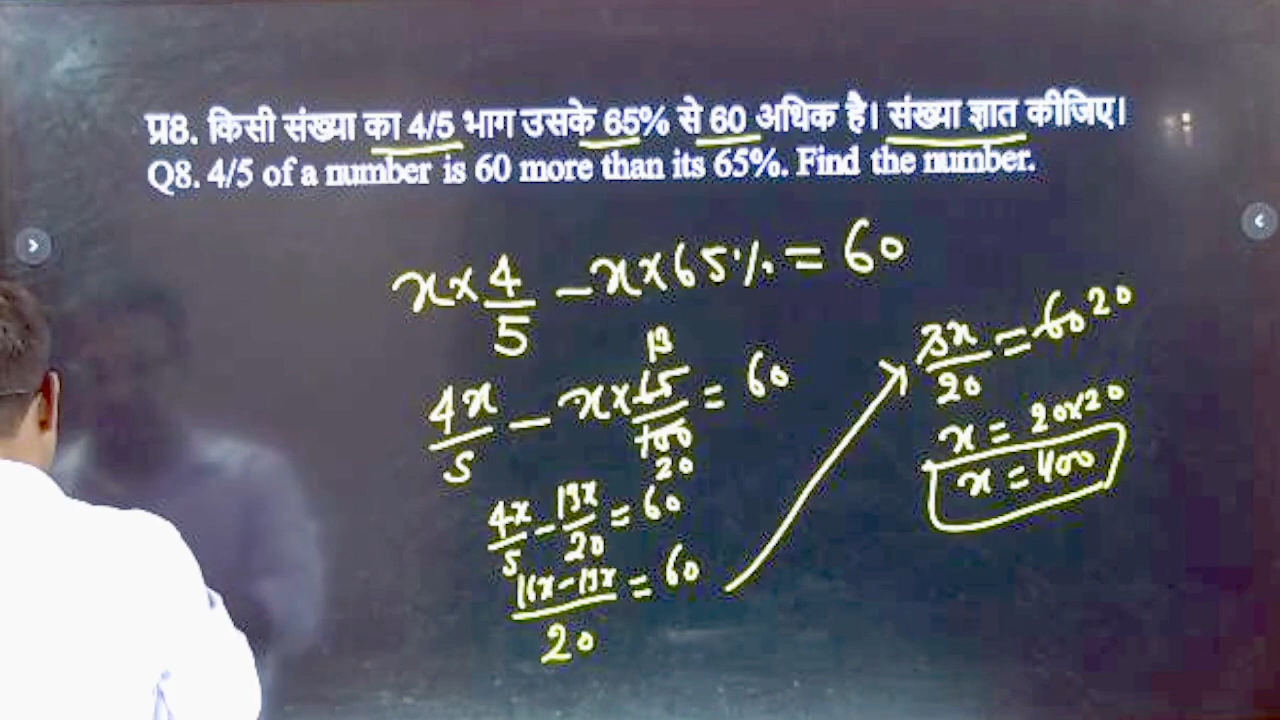 प्र8. किसी संख्या का 4/5 भाग उसके 65% से 60 अधिक है। संख्या ज्ञात कीजिए।
Q8. 4/5 of a number is 60 more than its 65%. Find the number.
x × 4/5 − x × 65% = 60
4x/5 − x × 65/100 = 60
13
20
4x/5 − 13x/20 = 60
16x − 13x/20 = 60
3x/20 = 60 20
x = 20×20
x = 400